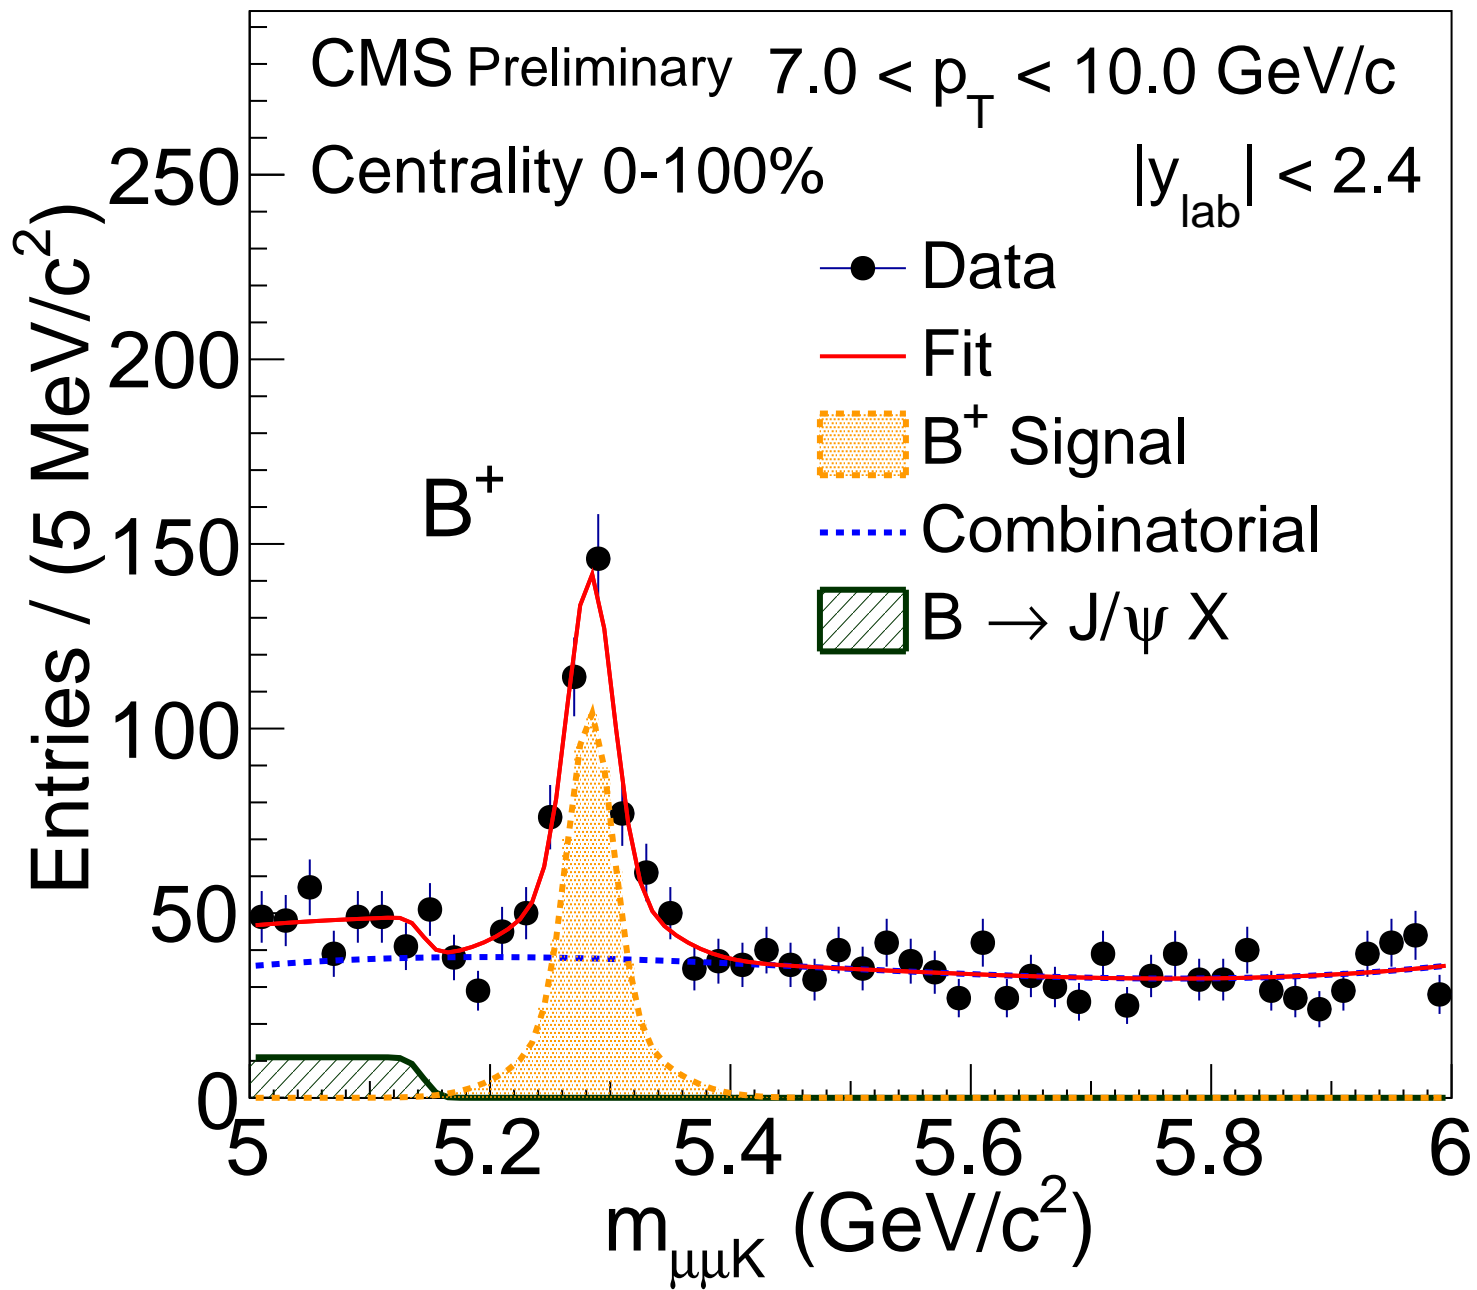 CMS Preliminary 7.0 < p_T < 10.0 GeV/c
Centrality 0-100% |y_lab| < 2.4
Data
Fit
B⁺ Signal
Combinatorial
B → J/ψ X
B⁺
Entries / (5 MeV/c²)
250
200
150
100
50
0
5 5.2 5.4 5.6 5.8 6
m_μμK (GeV/c²)